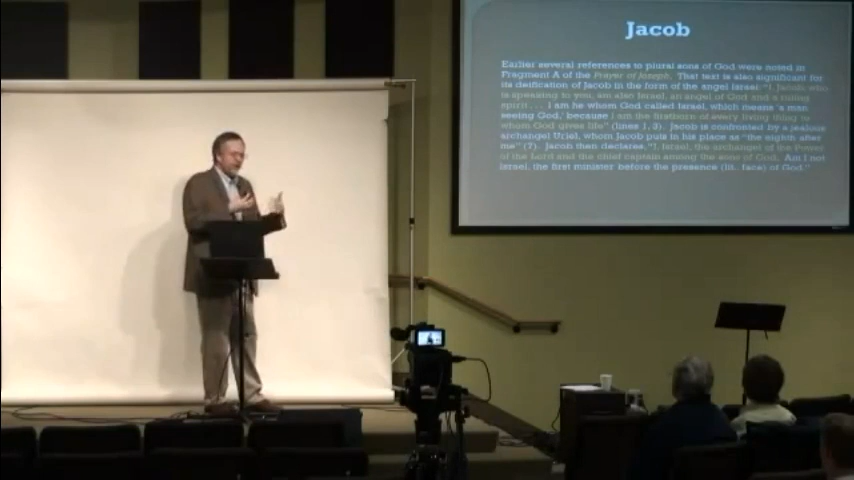 Jacob
Earlier several references to plural sons of God were noted in
Fragment A of the Prayer of Joseph. That text is also significant for
its deification of Jacob in the form of the angel Israel: "I, Jacob, who
is speaking to you, am also Israel, an angel of God and a ruling
spirit . . . I am he whom God called Israel, which means 'a man
seeing God,' because I am the firstborn of every living thing to
whom God gives life" (lines 1, 3). Jacob is confronted by a jealous
archangel Uriel, whom Jacob puts in his place as "the eighth after
me" (7). Jacob then declares, "I, Israel, the archangel of the Power
of the Lord and the chief captain among the sons of God. Am I not
Israel, the first minister before the presence (lit., face) of God."